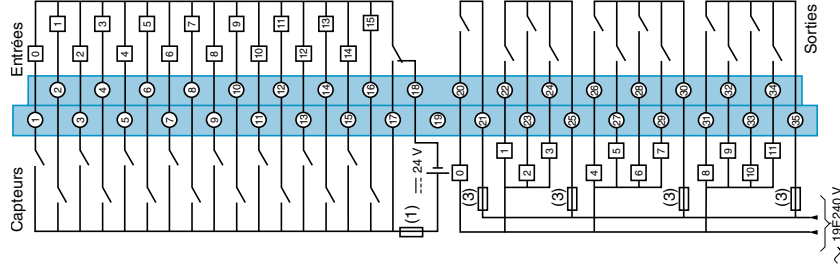 Entrées
0 1 2 3 4 5 6 7 8 9 10 11 12 13 14 15
2 4 6 8 10 12 14 16 18 20 22 24 26 28 30 32 34
1 3 5 7 9 11 13 15 17 19 21 23 25 27 29 31 33 35
Capteurs
(1)
24 V
0 1 2 3 4 5 6 7 8 9 10 11
(3) (3) (3) (3)
Sorties
19E240 V